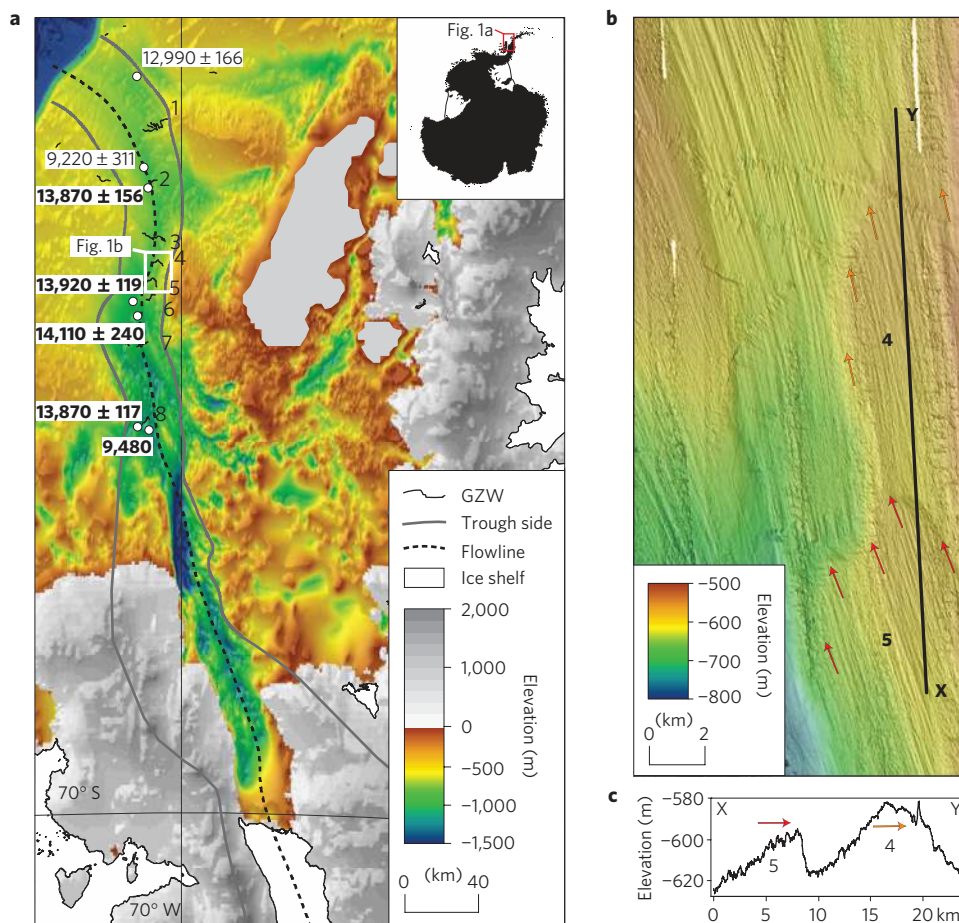 a
Fig. 1a
12,990 ± 166
1
9,220 ± 311
2
13,870 ± 156
3
Fig. 1b
4
13,920 ± 119
5
6
14,110 ± 240
7
13,870 ± 117
8
9,480
GZW
Trough side
Flowline
Ice shelf
2,000
1,000
0
−500
−1,000
−1,500
Elevation (m)
(km)
0 40
70° S
70° W
b
Y
4
5
X
−500
−600
−700
−800
Elevation (m)
(km)
0 2
c
X Y
−580
−600
−620
Elevation (m)
5
4
0 5 10 15 20 km